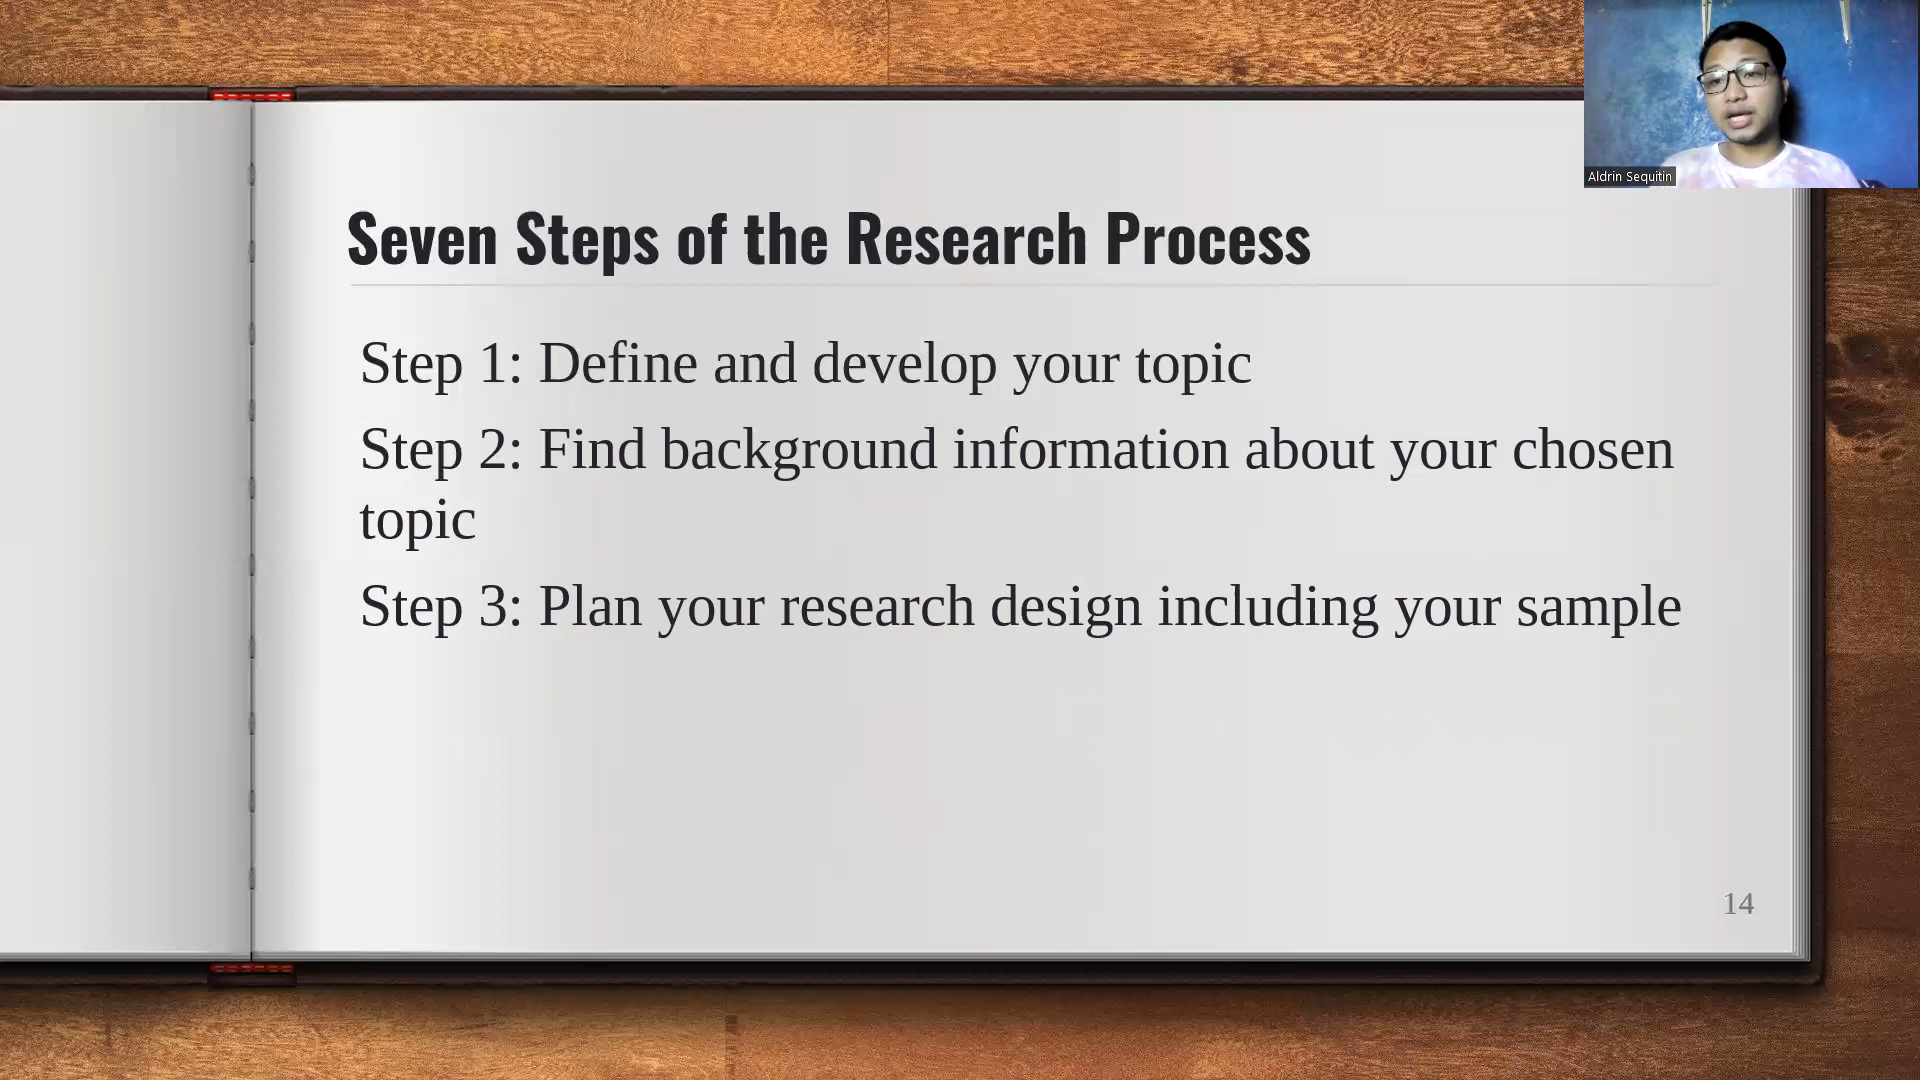 Aldrin Sequitin
Seven Steps of the Research Process
Step 1: Define and develop your topic
Step 2: Find background information about your chosen
topic
Step 3: Plan your research design including your sample
14